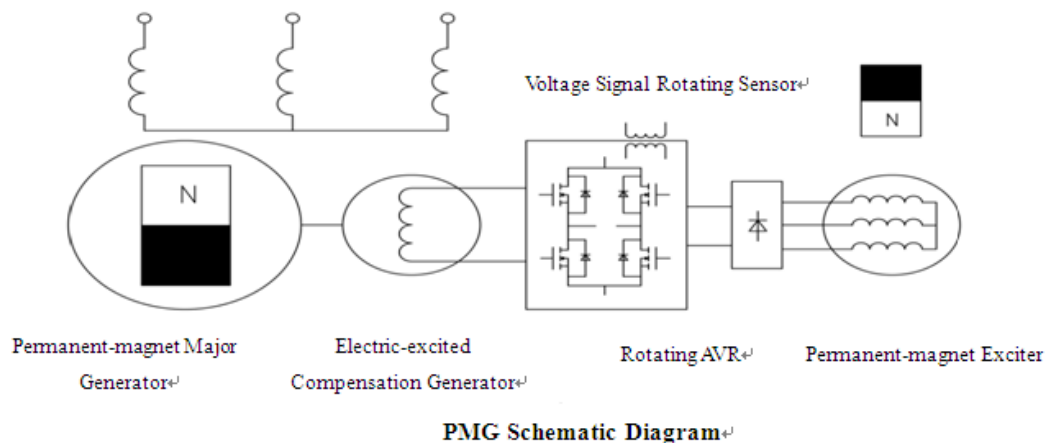 Voltage Signal Rotating Sensor↵
N
N
Permanent-magnet Major
Generator↵
Electric-excited
Compensation Generator↵
Rotating AVR↵
Permanent-magnet Exciter
PMG Schematic Diagram↵